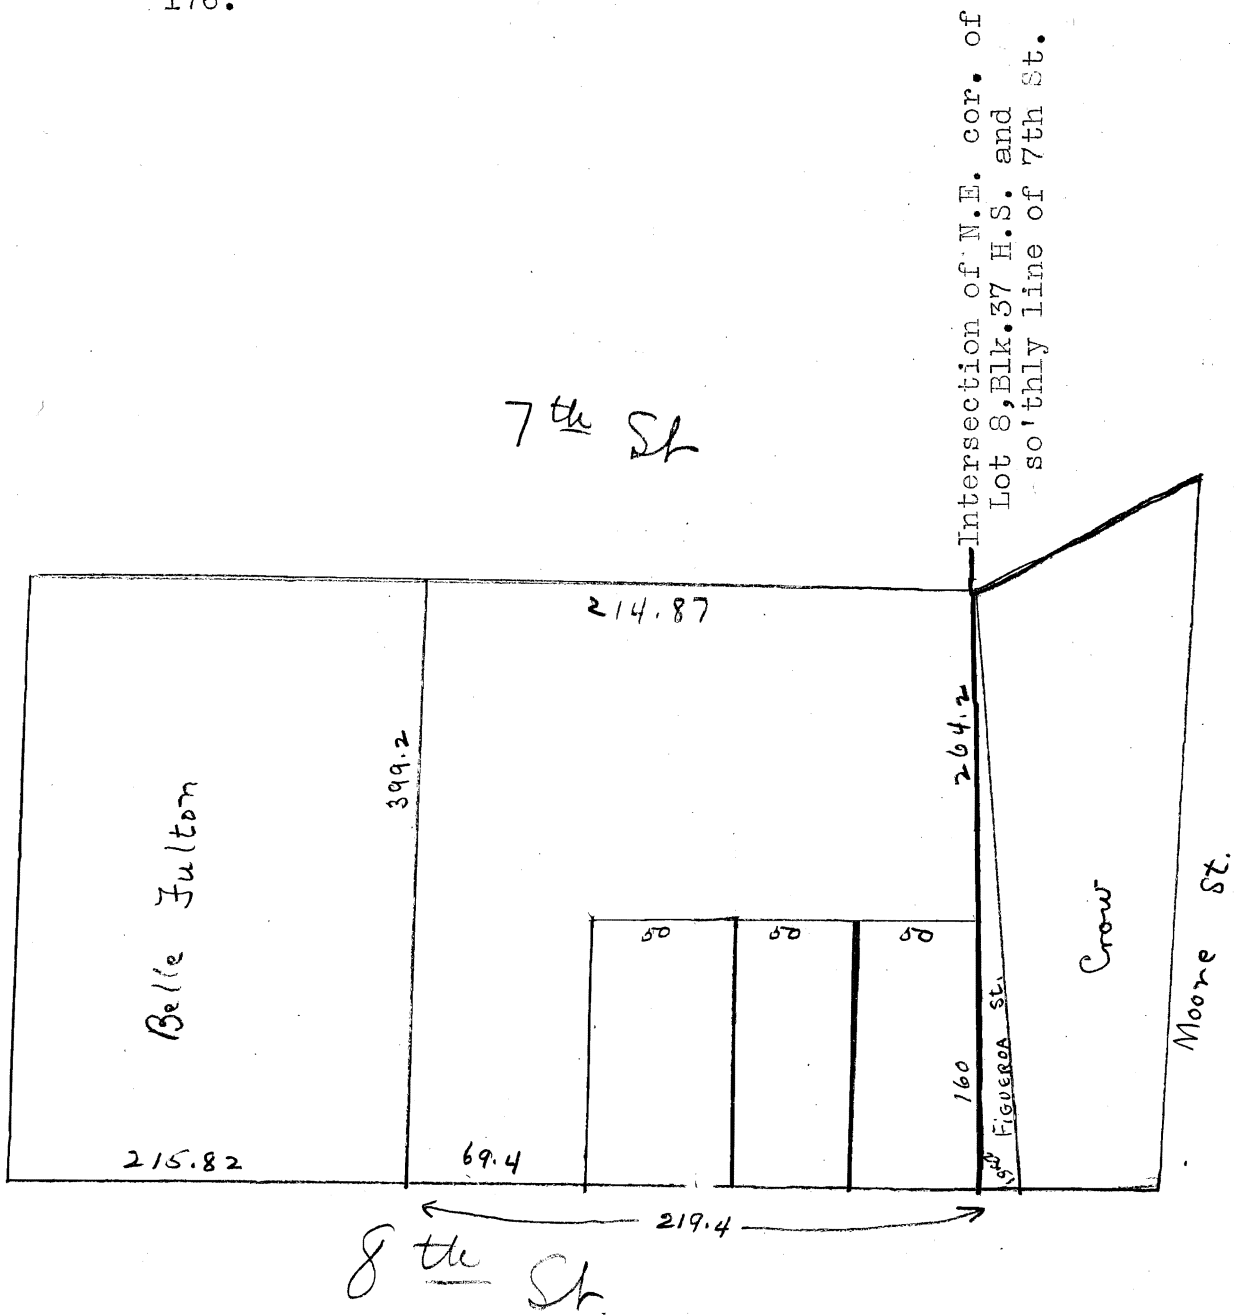 176.
Intersection of N.E. cor. of
Lot 8,Blk.37 H.S. and
so'thly line of 7th St.
7th St
214.87
399.2
264.2
Belle Fulton
50
50
50
Crow
Moore St.
160
FIGUEROA St.
215.82
69.4
219.4
8th St.